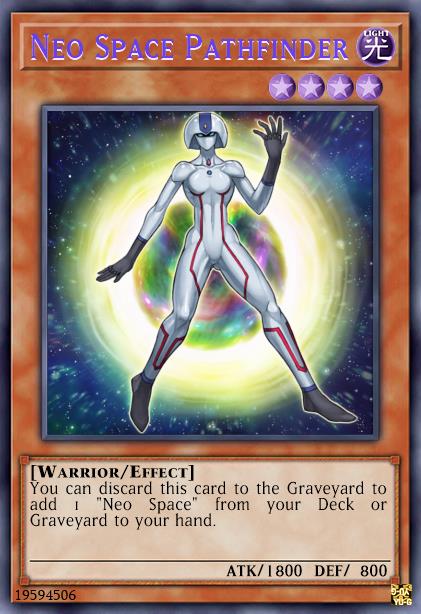 NEO SPACE PATHFINDER
LIGHT
光
[WARRIOR/EFFECT]
You can discard this card to the Graveyard to
add 1 "Neo Space" from your Deck or
Graveyard to your hand.
ATK/1800 DEF/ 800
19594506